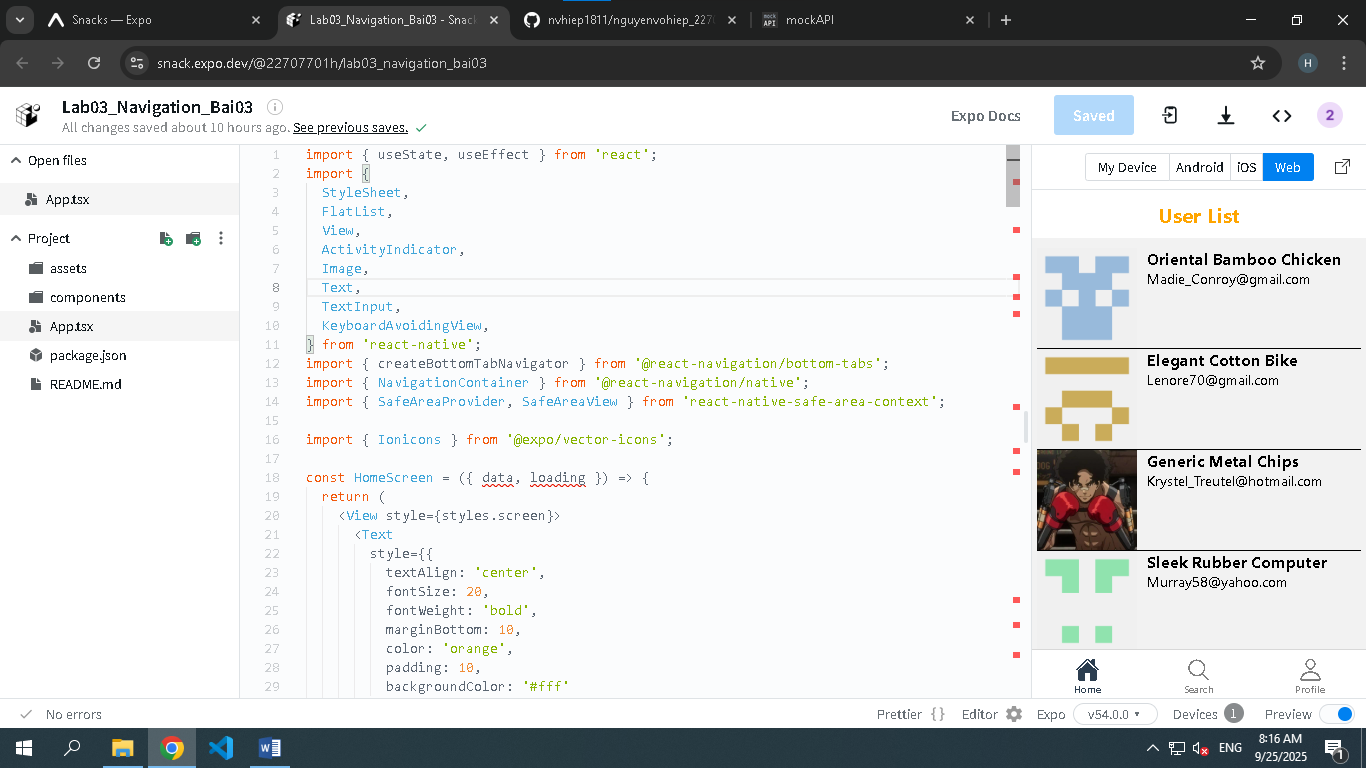 Snacks — Expo
Lab03_Navigation_Bai03 - Snac
nvhiep1811/nguyenvohiep_2270
mockAPI
snack.expo.dev/@22707701h/lab03_navigation_bai03
H
Lab03_Navigation_Bai03
All changes saved about 10 hours ago. See previous saves.
Expo Docs
Saved
2
Open files
App.tsx
Project
assets
components
App.tsx
package.json
README.md
1 import { useState, useEffect } from 'react';
2 import {
3 StyleSheet,
4 FlatList,
5 View,
6 ActivityIndicator,
7 Image,
8 Text,
9 TextInput,
10 KeyboardAvoidingView,
11 } from 'react-native';
12 import { createBottomTabNavigator } from '@react-navigation/bottom-tabs';
13 import { NavigationContainer } from '@react-navigation/native';
14 import { SafeAreaProvider, SafeAreaView } from 'react-native-safe-area-context';
15
16 import { Ionicons } from '@expo/vector-icons';
17
18 const HomeScreen = ({ data, loading }) => {
19 return (
20 <View style={styles.screen}>
21 <Text
22 style={{
23 textAlign: 'center',
24 fontSize: 20,
25 fontWeight: 'bold',
26 marginBottom: 10,
27 color: 'orange',
28 padding: 10,
29 backgroundColor: '#fff'
My Device
Android
iOS
Web
User List
Oriental Bamboo Chicken
Madie_Conroy@gmail.com
Elegant Cotton Bike
Lenore70@gmail.com
Generic Metal Chips
Krystel_Treutel@hotmail.com
Sleek Rubber Computer
Murray58@yahoo.com
Home
Search
Profile
No errors
Prettier {}
Editor
Expo
v54.0.0
Devices 1
Preview
ENG
8:16 AM
9/25/2025
1